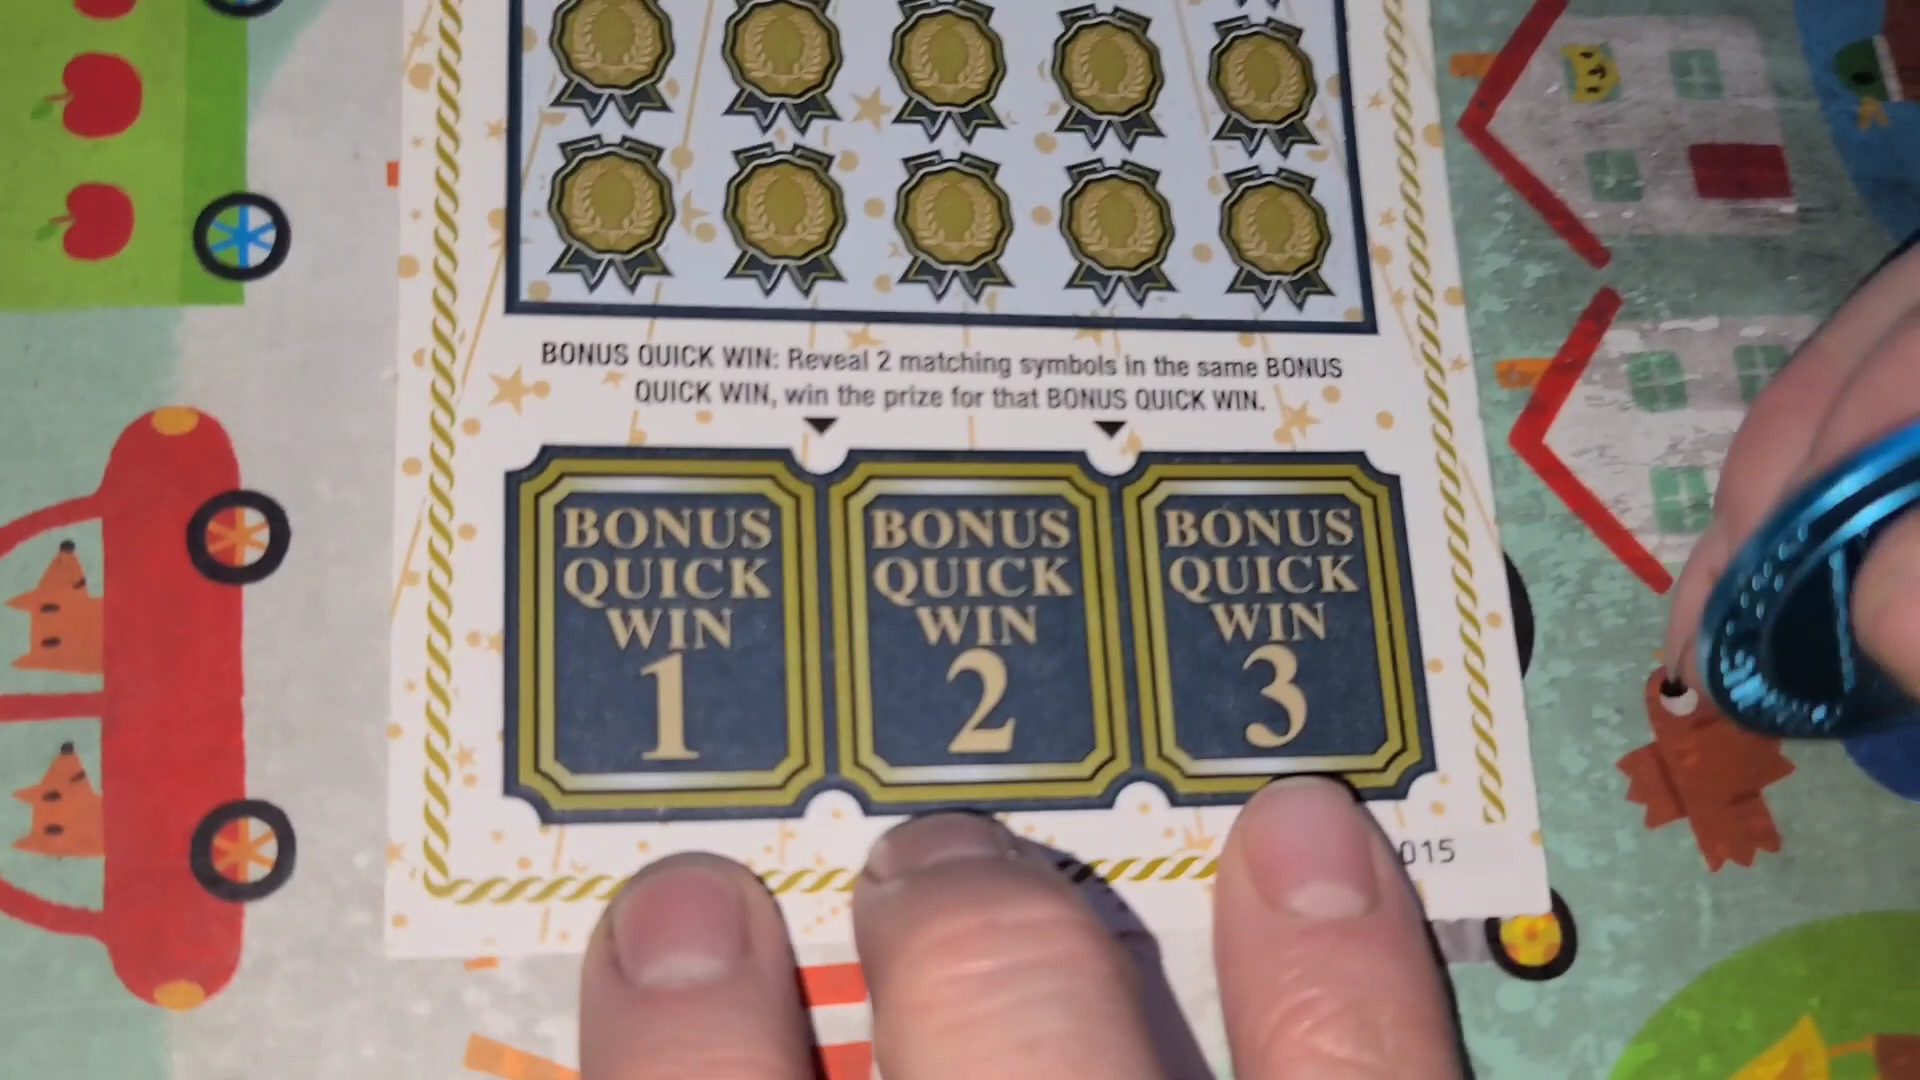 BONUS QUICK WIN: Reveal 2 matching symbols in the same BONUS
QUICK WIN, win the prize for that BONUS QUICK WIN.
BONUS
QUICK
WIN
1
BONUS
QUICK
WIN
2
BONUS
QUICK
WIN
3
015